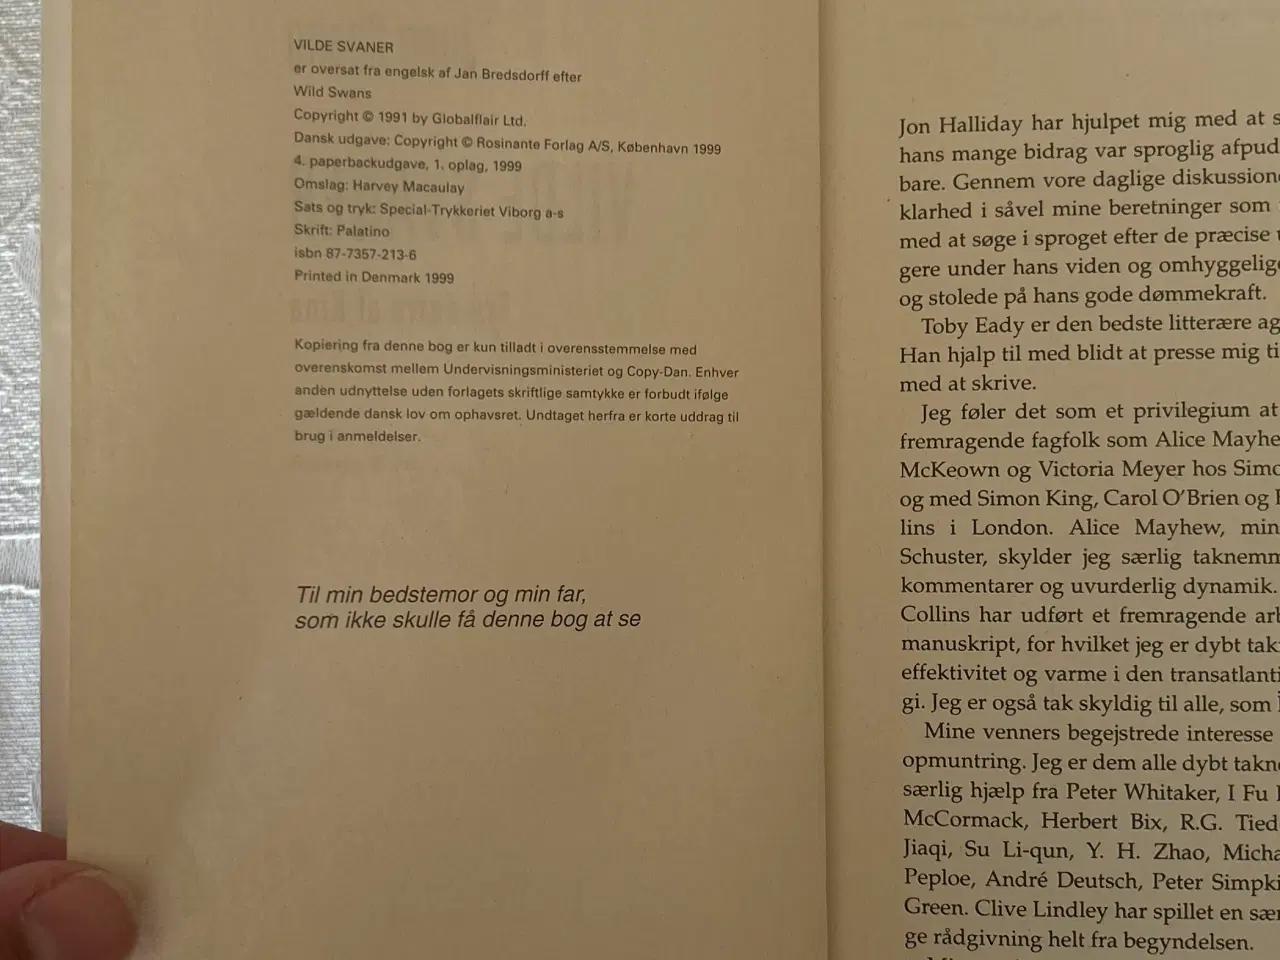 VILDE SVANER
er oversat fra engelsk af Jan Bredsdorff efter
Wild Swans
Copyright © 1991 by Globalflair Ltd.
Dansk udgave: Copyright © Rosinante Forlag A/S, København 1999
4. paperbackudgave, 1. oplag, 1999
Omslag: Harvey Macaulay
Sats og tryk: Special-Trykkeriet Viborg a-s
Skrift: Palatino
isbn 87-7357-213-6
Printed in Denmark 1999
Kopiering fra denne bog er kun tilladt i overensstemmelse med
overenskomst mellem Undervisningsministeriet og Copy-Dan. Enhver
anden udnyttelse uden forlagets skriftlige samtykke er forbudt ifølge
gældende dansk lov om ophavsret. Undtaget herfra er korte uddrag til
brug i anmeldelser.
Til min bedstemor og min far,
som ikke skulle få denne bog at se
Jon Halliday har hjulpet mig med at s
hans mange bidrag var sproglig afpud
bare. Gennem vore daglige diskussion
klarhed i såvel mine beretninger som
med at søge i sproget efter de præcise
gere under hans viden og omhyggelig
og stolede på hans gode dømmekraft.
Toby Eady er den bedste litterære ag
Han hjalp til med blidt at presse mig ti
med at skrive.
Jeg føler det som et privilegium at
fremragende fagfolk som Alice Mayhe
McKeown og Victoria Meyer hos Simo
og med Simon King, Carol O'Brien og
lins i London. Alice Mayhew, min
Schuster, skylder jeg særlig taknemm
kommentarer og uvurderlig dynamik.
Collins har udført et fremragende arb
manuskript, for hvilket jeg er dybt tak
effektivitet og varme i den transatlanti
gi. Jeg er også tak skyldig til alle, som
Mine venners begejstrede interesse
opmuntring. Jeg er dem alle dybt takne
særlig hjælp fra Peter Whitaker, I Fu
McCormack, Herbert Bix, R.G. Tied
Jiaqi, Su Li-qun, Y. H. Zhao, Micha
Peploe, André Deutsch, Peter Simpki
Green. Clive Lindley har spillet en sær
ge rådgivning helt fra begyndelsen.